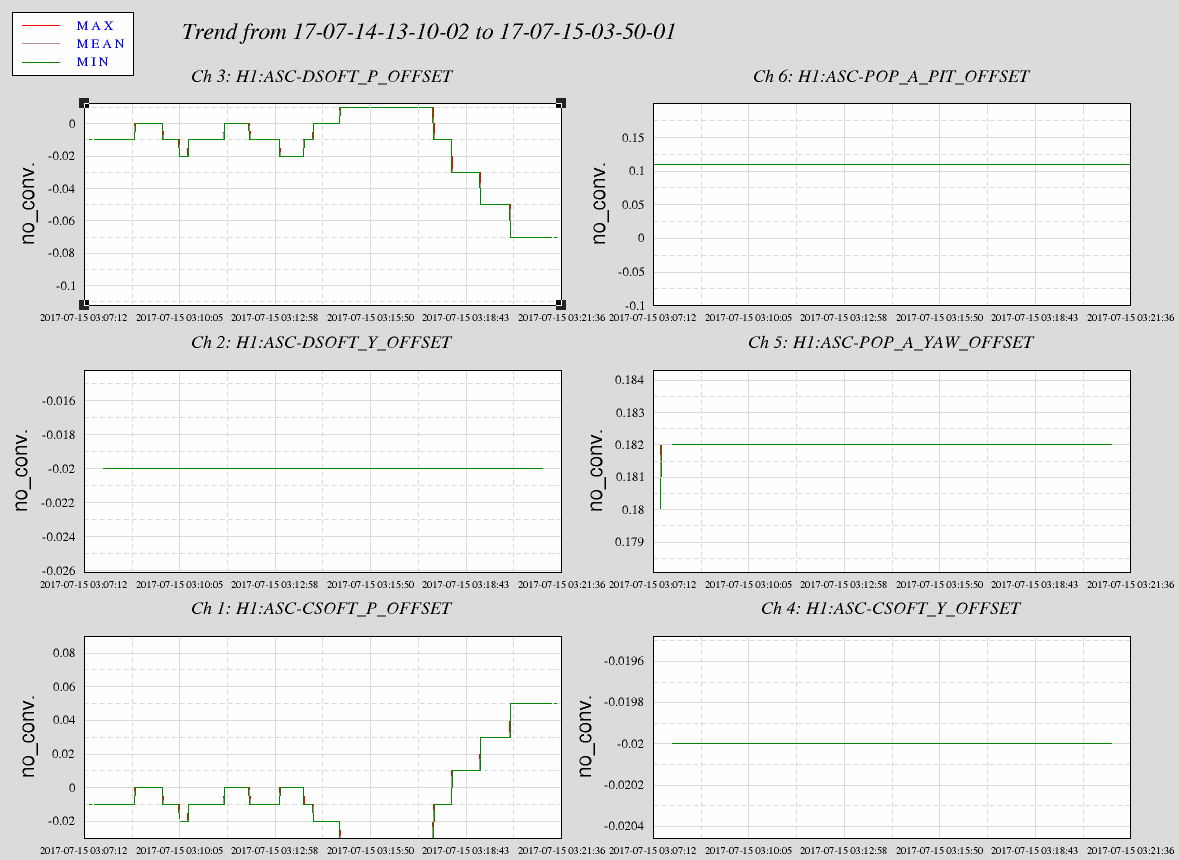 MAX
MEAN
MIN
Trend from 17-07-14-13-10-02 to 17-07-15-03-50-01
Ch 3: H1:ASC-DSOFT_P_OFFSET
no_conv.
0
-0.02
-0.04
-0.06
-0.08
-0.1
2017-07-15 03:07:12 2017-07-15 03:10:05 2017-07-15 03:12:58 2017-07-15 03:15:50 2017-07-15 03:18:43 2017-07-15 03:21:36
Ch 6: H1:ASC-POP_A_PIT_OFFSET
no_conv.
0.15
0.1
0.05
0
-0.05
-0.1
2017-07-15 03:07:12 2017-07-15 03:10:05 2017-07-15 03:12:58 2017-07-15 03:15:50 2017-07-15 03:18:43 2017-07-15 03:21:36
Ch 2: H1:ASC-DSOFT_Y_OFFSET
no_conv.
-0.016
-0.018
-0.02
-0.022
-0.024
-0.026
2017-07-15 03:07:12 2017-07-15 03:10:05 2017-07-15 03:12:58 2017-07-15 03:15:50 2017-07-15 03:18:43 2017-07-15 03:21:36
Ch 5: H1:ASC-POP_A_YAW_OFFSET
no_conv.
0.184
0.183
0.182
0.181
0.18
0.179
2017-07-15 03:07:12 2017-07-15 03:10:05 2017-07-15 03:12:58 2017-07-15 03:15:50 2017-07-15 03:18:43 2017-07-15 03:21:36
Ch 1: H1:ASC-CSOFT_P_OFFSET
no_conv.
0.08
0.06
0.04
0.02
0
-0.02
2017-07-15 03:07:12 2017-07-15 03:10:05 2017-07-15 03:12:58 2017-07-15 03:15:50 2017-07-15 03:18:43 2017-07-15 03:21:36
Ch 4: H1:ASC-CSOFT_Y_OFFSET
no_conv.
-0.0196
-0.0198
-0.02
-0.0202
-0.0204
2017-07-15 03:07:12 2017-07-15 03:10:05 2017-07-15 03:12:58 2017-07-15 03:15:50 2017-07-15 03:18:43 2017-07-15 03:21:36